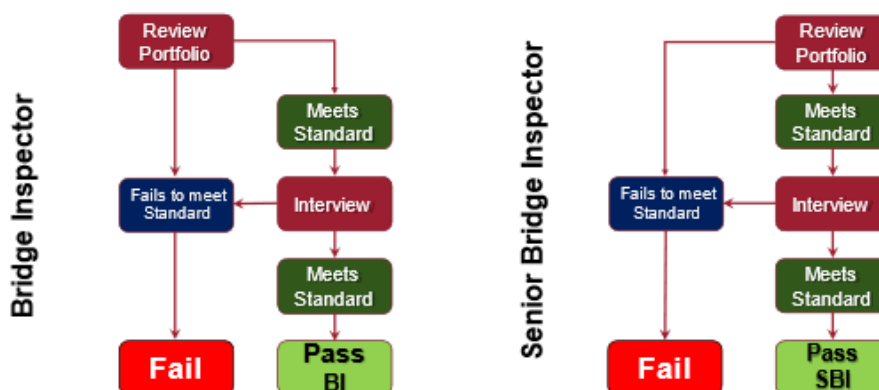 Bridge Inspector
Review
Portfolio
Meets
Standard
Fails to meet
Standard
Interview
Meets
Standard
Fail
Pass
BI
Senior Bridge Inspector
Review
Portfolio
Meets
Standard
Fails to meet
Standard
Interview
Meets
Standard
Fail
Pass
SBI